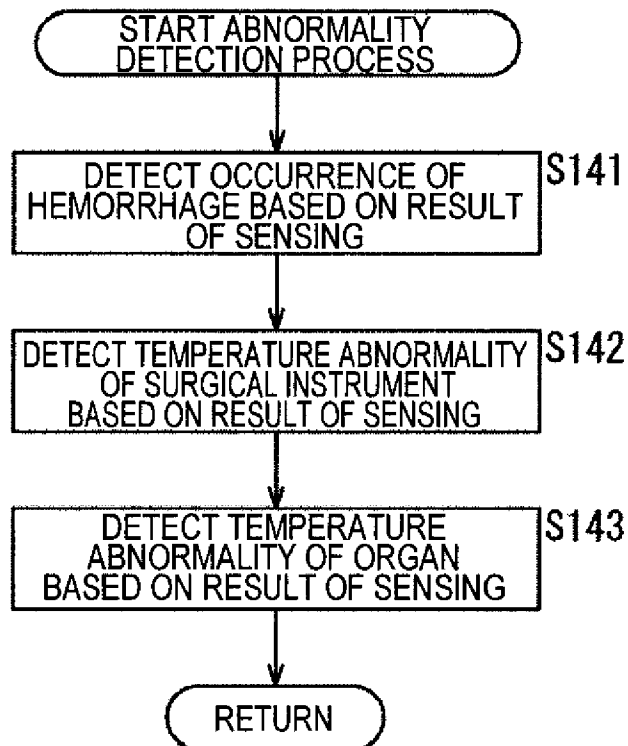 START ABNORMALITY
DETECTION PROCESS
DETECT OCCURRENCE OF
HEMORRHAGE BASED ON RESULT
OF SENSING
S141
DETECT TEMPERATURE ABNORMALITY
OF SURGICAL INSTRUMENT
BASED ON RESULT OF SENSING
S142
DETECT TEMPERATURE
ABNORMALITY OF ORGAN
BASED ON RESULT OF SENSING
S143
RETURN